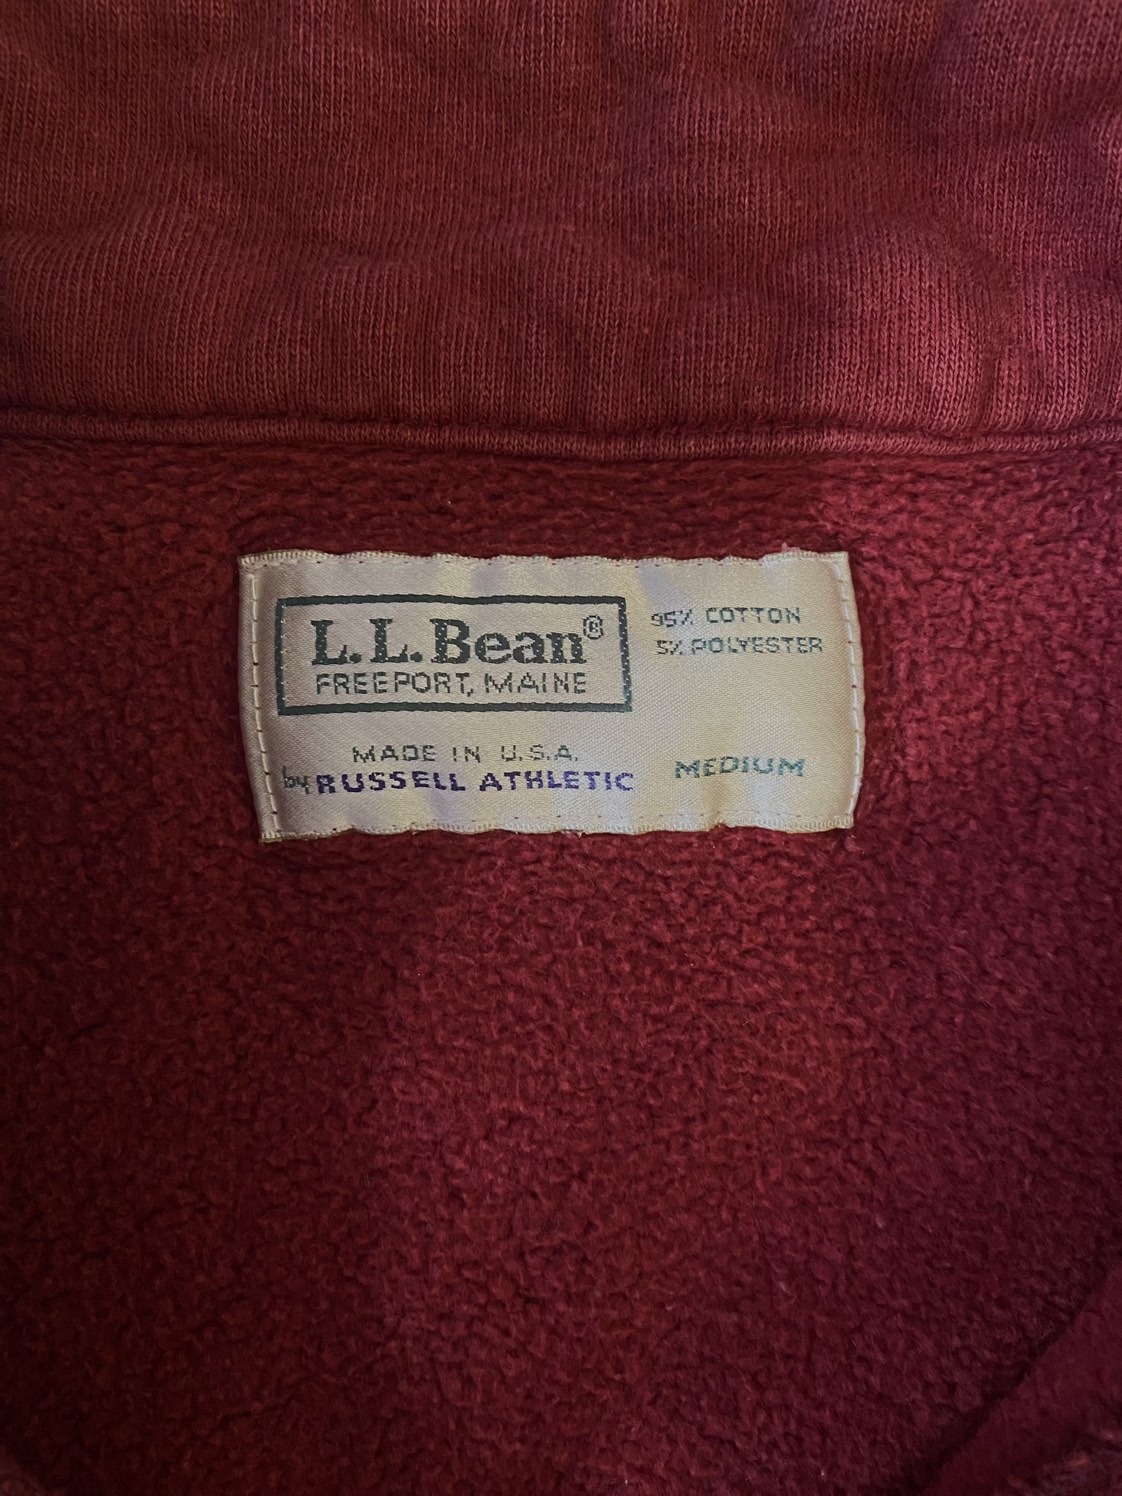 L.L.Bean®
FREEPORT, MAINE
95% COTTON
5% POLYESTER
MADE IN U.S.A.
by RUSSELL ATHLETIC
MEDIUM